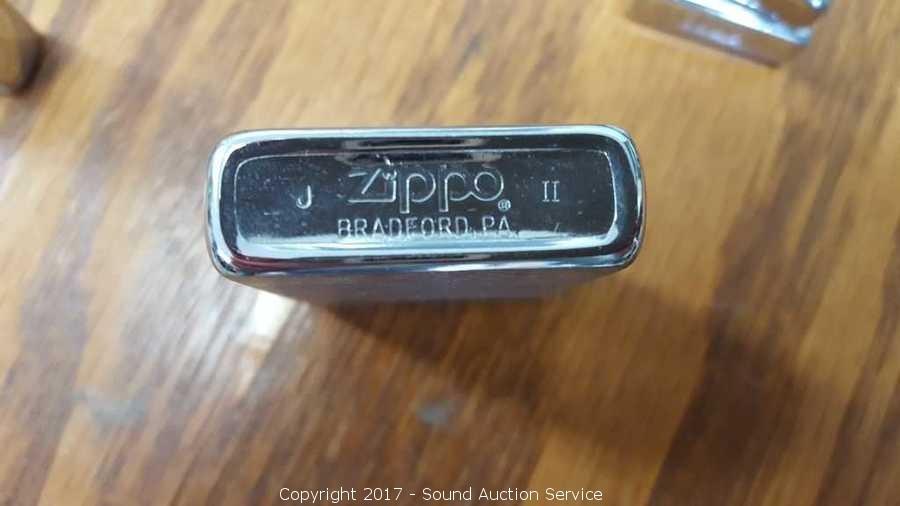 J Zippo® II
BRADFORD, PA.
Copyright 2017 - Sound Auction Service